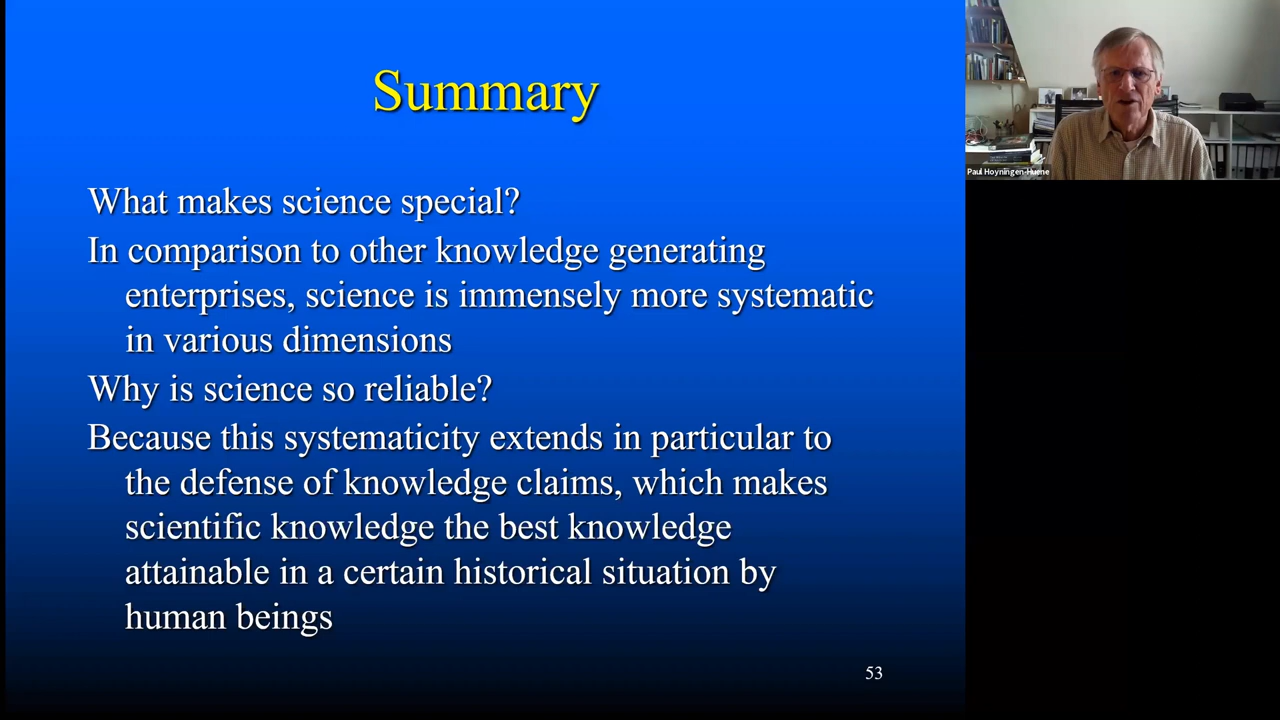 Summary
What makes science special?
In comparison to other knowledge generating
enterprises, science is immensely more systematic
in various dimensions
Why is science so reliable?
Because this systematicity extends in particular to
the defense of knowledge claims, which makes
scientific knowledge the best knowledge
attainable in a certain historical situation by
human beings
53
Paul Hoyningen-Huene